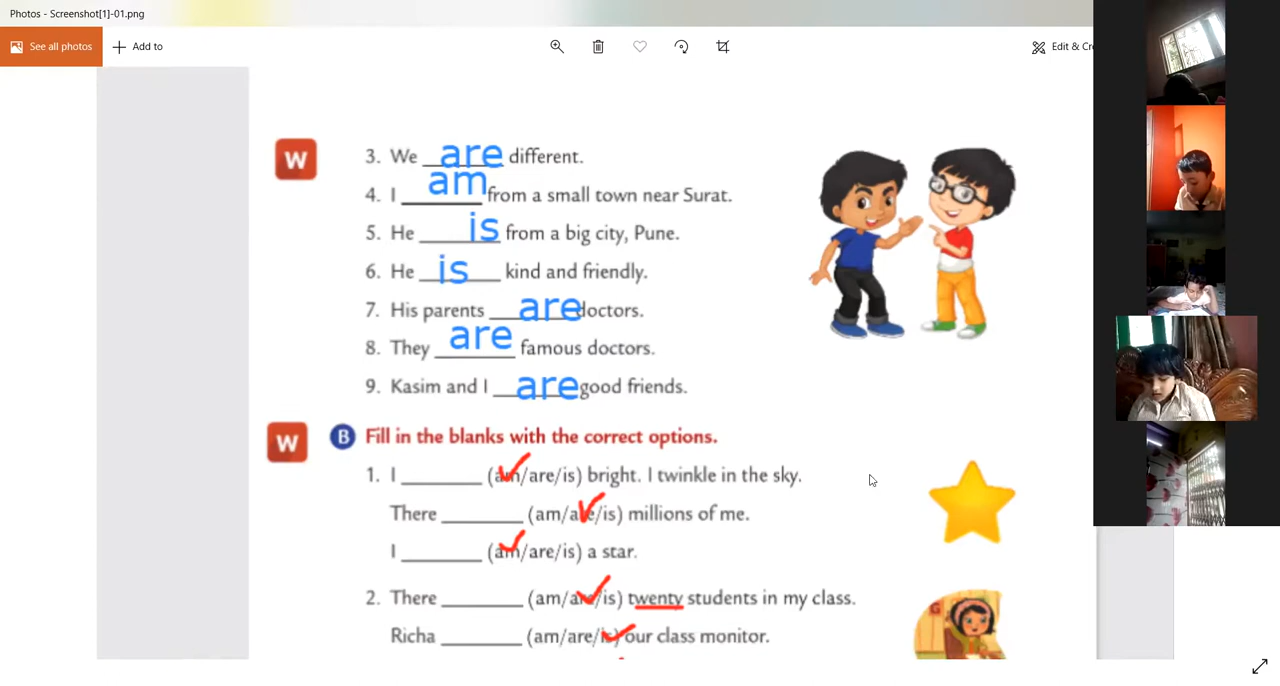 Photos - Screenshot[1]-01.png
See all photos
Add to
Edit & Cr
W
3. We are different.
4. I am from a small town near Surat.
5. He is from a big city, Pune.
6. He is kind and friendly.
7. His parents are doctors.
8. They are famous doctors.
9. Kasim and I are good friends.
W
B Fill in the blanks with the correct options.
1. I ________ (am/are/is) bright. I twinkle in the sky.
There ________ (am/are/is) millions of me.
I ________ (am/are/is) a star.
2. There ________ (am/are/is) twenty students in my class.
Richa ________ (am/are/is) our class monitor.